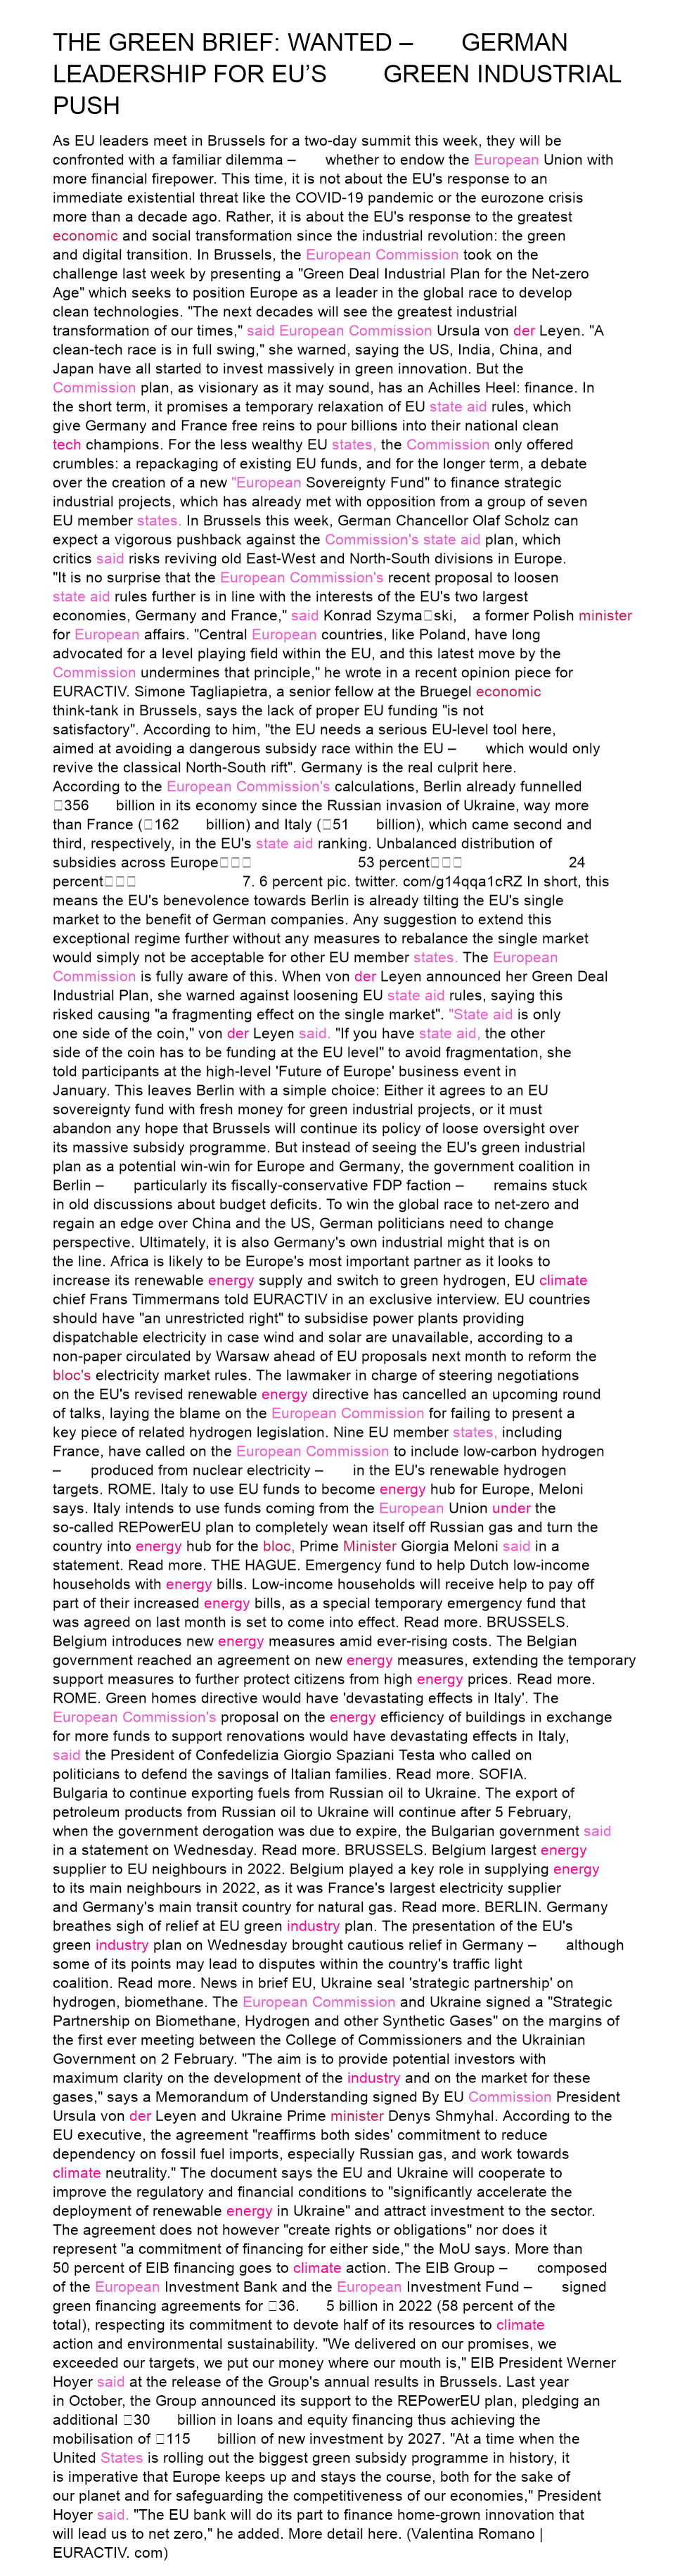 THE GREEN BRIEF: WANTED – GERMAN
LEADERSHIP FOR EU’S GREEN INDUSTRIAL
PUSH
As EU leaders meet in Brussels for a two-day summit this week, they will be
confronted with a familiar dilemma – whether to endow the European Union with
more financial firepower. This time, it is not about the EU's response to an
immediate existential threat like the COVID-19 pandemic or the eurozone crisis
more than a decade ago. Rather, it is about the EU's response to the greatest
economic and social transformation since the industrial revolution: the green
and digital transition. In Brussels, the European Commission took on the
challenge last week by presenting a "Green Deal Industrial Plan for the Net-zero
Age" which seeks to position Europe as a leader in the global race to develop
clean technologies. "The next decades will see the greatest industrial
transformation of our times," said European Commission Ursula von der Leyen. "A
clean-tech race is in full swing," she warned, saying the US, India, China, and
Japan have all started to invest massively in green innovation. But the
Commission plan, as visionary as it may sound, has an Achilles Heel: finance. In
the short term, it promises a temporary relaxation of EU state aid rules, which
give Germany and France free reins to pour billions into their national clean
tech champions. For the less wealthy EU states, the Commission only offered
crumbles: a repackaging of existing EU funds, and for the longer term, a debate
over the creation of a new "European Sovereignty Fund" to finance strategic
industrial projects, which has already met with opposition from a group of seven
EU member states. In Brussels this week, German Chancellor Olaf Scholz can
expect a vigorous pushback against the Commission's state aid plan, which
critics said risks reviving old East-West and North-South divisions in Europe.
"It is no surprise that the European Commission's recent proposal to loosen
state aid rules further is in line with the interests of the EU's two largest
economies, Germany and France," said Konrad Szyma□ski, a former Polish minister
for European affairs. "Central European countries, like Poland, have long
advocated for a level playing field within the EU, and this latest move by the
Commission undermines that principle," he wrote in a recent opinion piece for
EURACTIV. Simone Tagliapietra, a senior fellow at the Bruegel economic
think-tank in Brussels, says the lack of proper EU funding "is not
satisfactory". According to him, "the EU needs a serious EU-level tool here,
aimed at avoiding a dangerous subsidy race within the EU – which would only
revive the classical North-South rift". Germany is the real culprit here.
According to the European Commission's calculations, Berlin already funnelled
□356 billion in its economy since the Russian invasion of Ukraine, way more
than France (□162 billion) and Italy (□51 billion), which came second and
third, respectively, in the EU's state aid ranking. Unbalanced distribution of
subsidies across Europe□□□ 53 percent□□□ 24
percent□□□ 7. 6 percent pic. twitter. com/g14qqa1cRZ In short, this
means the EU's benevolence towards Berlin is already tilting the EU's single
market to the benefit of German companies. Any suggestion to extend this
exceptional regime further without any measures to rebalance the single market
would simply not be acceptable for other EU member states. The European
Commission is fully aware of this. When von der Leyen announced her Green Deal
Industrial Plan, she warned against loosening EU state aid rules, saying this
risked causing "a fragmenting effect on the single market". "State aid is only
one side of the coin," von der Leyen said. "If you have state aid, the other
side of the coin has to be funding at the EU level" to avoid fragmentation, she
told participants at the high-level 'Future of Europe' business event in
January. This leaves Berlin with a simple choice: Either it agrees to an EU
sovereignty fund with fresh money for green industrial projects, or it must
abandon any hope that Brussels will continue its policy of loose oversight over
its massive subsidy programme. But instead of seeing the EU's green industrial
plan as a potential win-win for Europe and Germany, the government coalition in
Berlin – particularly its fiscally-conservative FDP faction – remains stuck
in old discussions about budget deficits. To win the global race to net-zero and
regain an edge over China and the US, German politicians need to change
perspective. Ultimately, it is also Germany's own industrial might that is on
the line. Africa is likely to be Europe's most important partner as it looks to
increase its renewable energy supply and switch to green hydrogen, EU climate
chief Frans Timmermans told EURACTIV in an exclusive interview. EU countries
should have "an unrestricted right" to subsidise power plants providing
dispatchable electricity in case wind and solar are unavailable, according to a
non-paper circulated by Warsaw ahead of EU proposals next month to reform the
bloc's electricity market rules. The lawmaker in charge of steering negotiations
on the EU's revised renewable energy directive has cancelled an upcoming round
of talks, laying the blame on the European Commission for failing to present a
key piece of related hydrogen legislation. Nine EU member states, including
France, have called on the European Commission to include low-carbon hydrogen
– produced from nuclear electricity – in the EU's renewable hydrogen
targets. ROME. Italy to use EU funds to become energy hub for Europe, Meloni
says. Italy intends to use funds coming from the European Union under the
so-called REPowerEU plan to completely wean itself off Russian gas and turn the
country into energy hub for the bloc, Prime Minister Giorgia Meloni said in a
statement. Read more. THE HAGUE. Emergency fund to help Dutch low-income
households with energy bills. Low-income households will receive help to pay off
part of their increased energy bills, as a special temporary emergency fund that
was agreed on last month is set to come into effect. Read more. BRUSSELS.
Belgium introduces new energy measures amid ever-rising costs. The Belgian
government reached an agreement on new energy measures, extending the temporary
support measures to further protect citizens from high energy prices. Read more.
ROME. Green homes directive would have 'devastating effects in Italy'. The
European Commission's proposal on the energy efficiency of buildings in exchange
for more funds to support renovations would have devastating effects in Italy,
said the President of Confedelizia Giorgio Spaziani Testa who called on
politicians to defend the savings of Italian families. Read more. SOFIA.
Bulgaria to continue exporting fuels from Russian oil to Ukraine. The export of
petroleum products from Russian oil to Ukraine will continue after 5 February,
when the government derogation was due to expire, the Bulgarian government said
in a statement on Wednesday. Read more. BRUSSELS. Belgium largest energy
supplier to EU neighbours in 2022. Belgium played a key role in supplying energy
to its main neighbours in 2022, as it was France's largest electricity supplier
and Germany's main transit country for natural gas. Read more. BERLIN. Germany
breathes sigh of relief at EU green industry plan. The presentation of the EU's
green industry plan on Wednesday brought cautious relief in Germany – although
some of its points may lead to disputes within the country's traffic light
coalition. Read more. News in brief EU, Ukraine seal 'strategic partnership' on
hydrogen, biomethane. The European Commission and Ukraine signed a "Strategic
Partnership on Biomethane, Hydrogen and other Synthetic Gases" on the margins of
the first ever meeting between the College of Commissioners and the Ukrainian
Government on 2 February. "The aim is to provide potential investors with
maximum clarity on the development of the industry and on the market for these
gases," says a Memorandum of Understanding signed By EU Commission President
Ursula von der Leyen and Ukraine Prime minister Denys Shmyhal. According to the
EU executive, the agreement "reaffirms both sides' commitment to reduce
dependency on fossil fuel imports, especially Russian gas, and work towards
climate neutrality." The document says the EU and Ukraine will cooperate to
improve the regulatory and financial conditions to "significantly accelerate the
deployment of renewable energy in Ukraine" and attract investment to the sector.
The agreement does not however "create rights or obligations" nor does it
represent "a commitment of financing for either side," the MoU says. More than
50 percent of EIB financing goes to climate action. The EIB Group – composed
of the European Investment Bank and the European Investment Fund – signed
green financing agreements for □36. 5 billion in 2022 (58 percent of the
total), respecting its commitment to devote half of its resources to climate
action and environmental sustainability. "We delivered on our promises, we
exceeded our targets, we put our money where our mouth is," EIB President Werner
Hoyer said at the release of the Group's annual results in Brussels. Last year
in October, the Group announced its support to the REPowerEU plan, pledging an
additional □30 billion in loans and equity financing thus achieving the
mobilisation of □115 billion of new investment by 2027. "At a time when the
United States is rolling out the biggest green subsidy programme in history, it
is imperative that Europe keeps up and stays the course, both for the sake of
our planet and for safeguarding the competitiveness of our economies," President
Hoyer said. "The EU bank will do its part to finance home-grown innovation that
will lead us to net zero," he added. More detail here. (Valentina Romano |
EURACTIV. com)